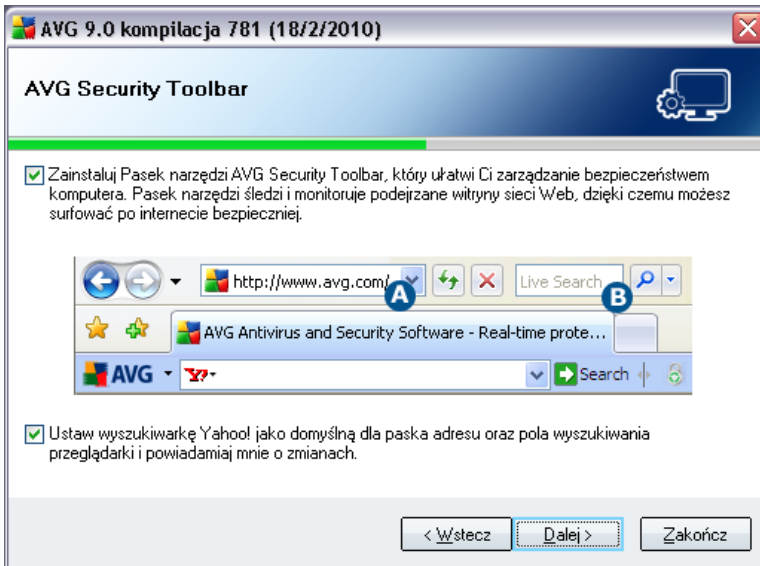 AVG 9.0 kompilacja 781 (18/2/2010)
AVG Security Toolbar
Zainstaluj Pasek narzędzi AVG Security Toolbar, który ułatwi Ci zarządzanie bezpieczeństwem
komputera. Pasek narzędzi śledzi i monitoruje podejrzane witryny sieci Web, dzięki czemu możesz
surfować po internecie bezpieczniej.
http://www.avg.com/ A Live Search B
AVG Antivirus and Security Software - Real-time prote...
AVG Y! Search
Ustaw wyszukiwarkę Yahoo! jako domyślną dla paska adresu oraz pola wyszukiwania
przeglądarki i powiadamiaj mnie o zmianach.
< Wstecz Dalej > Zakończ